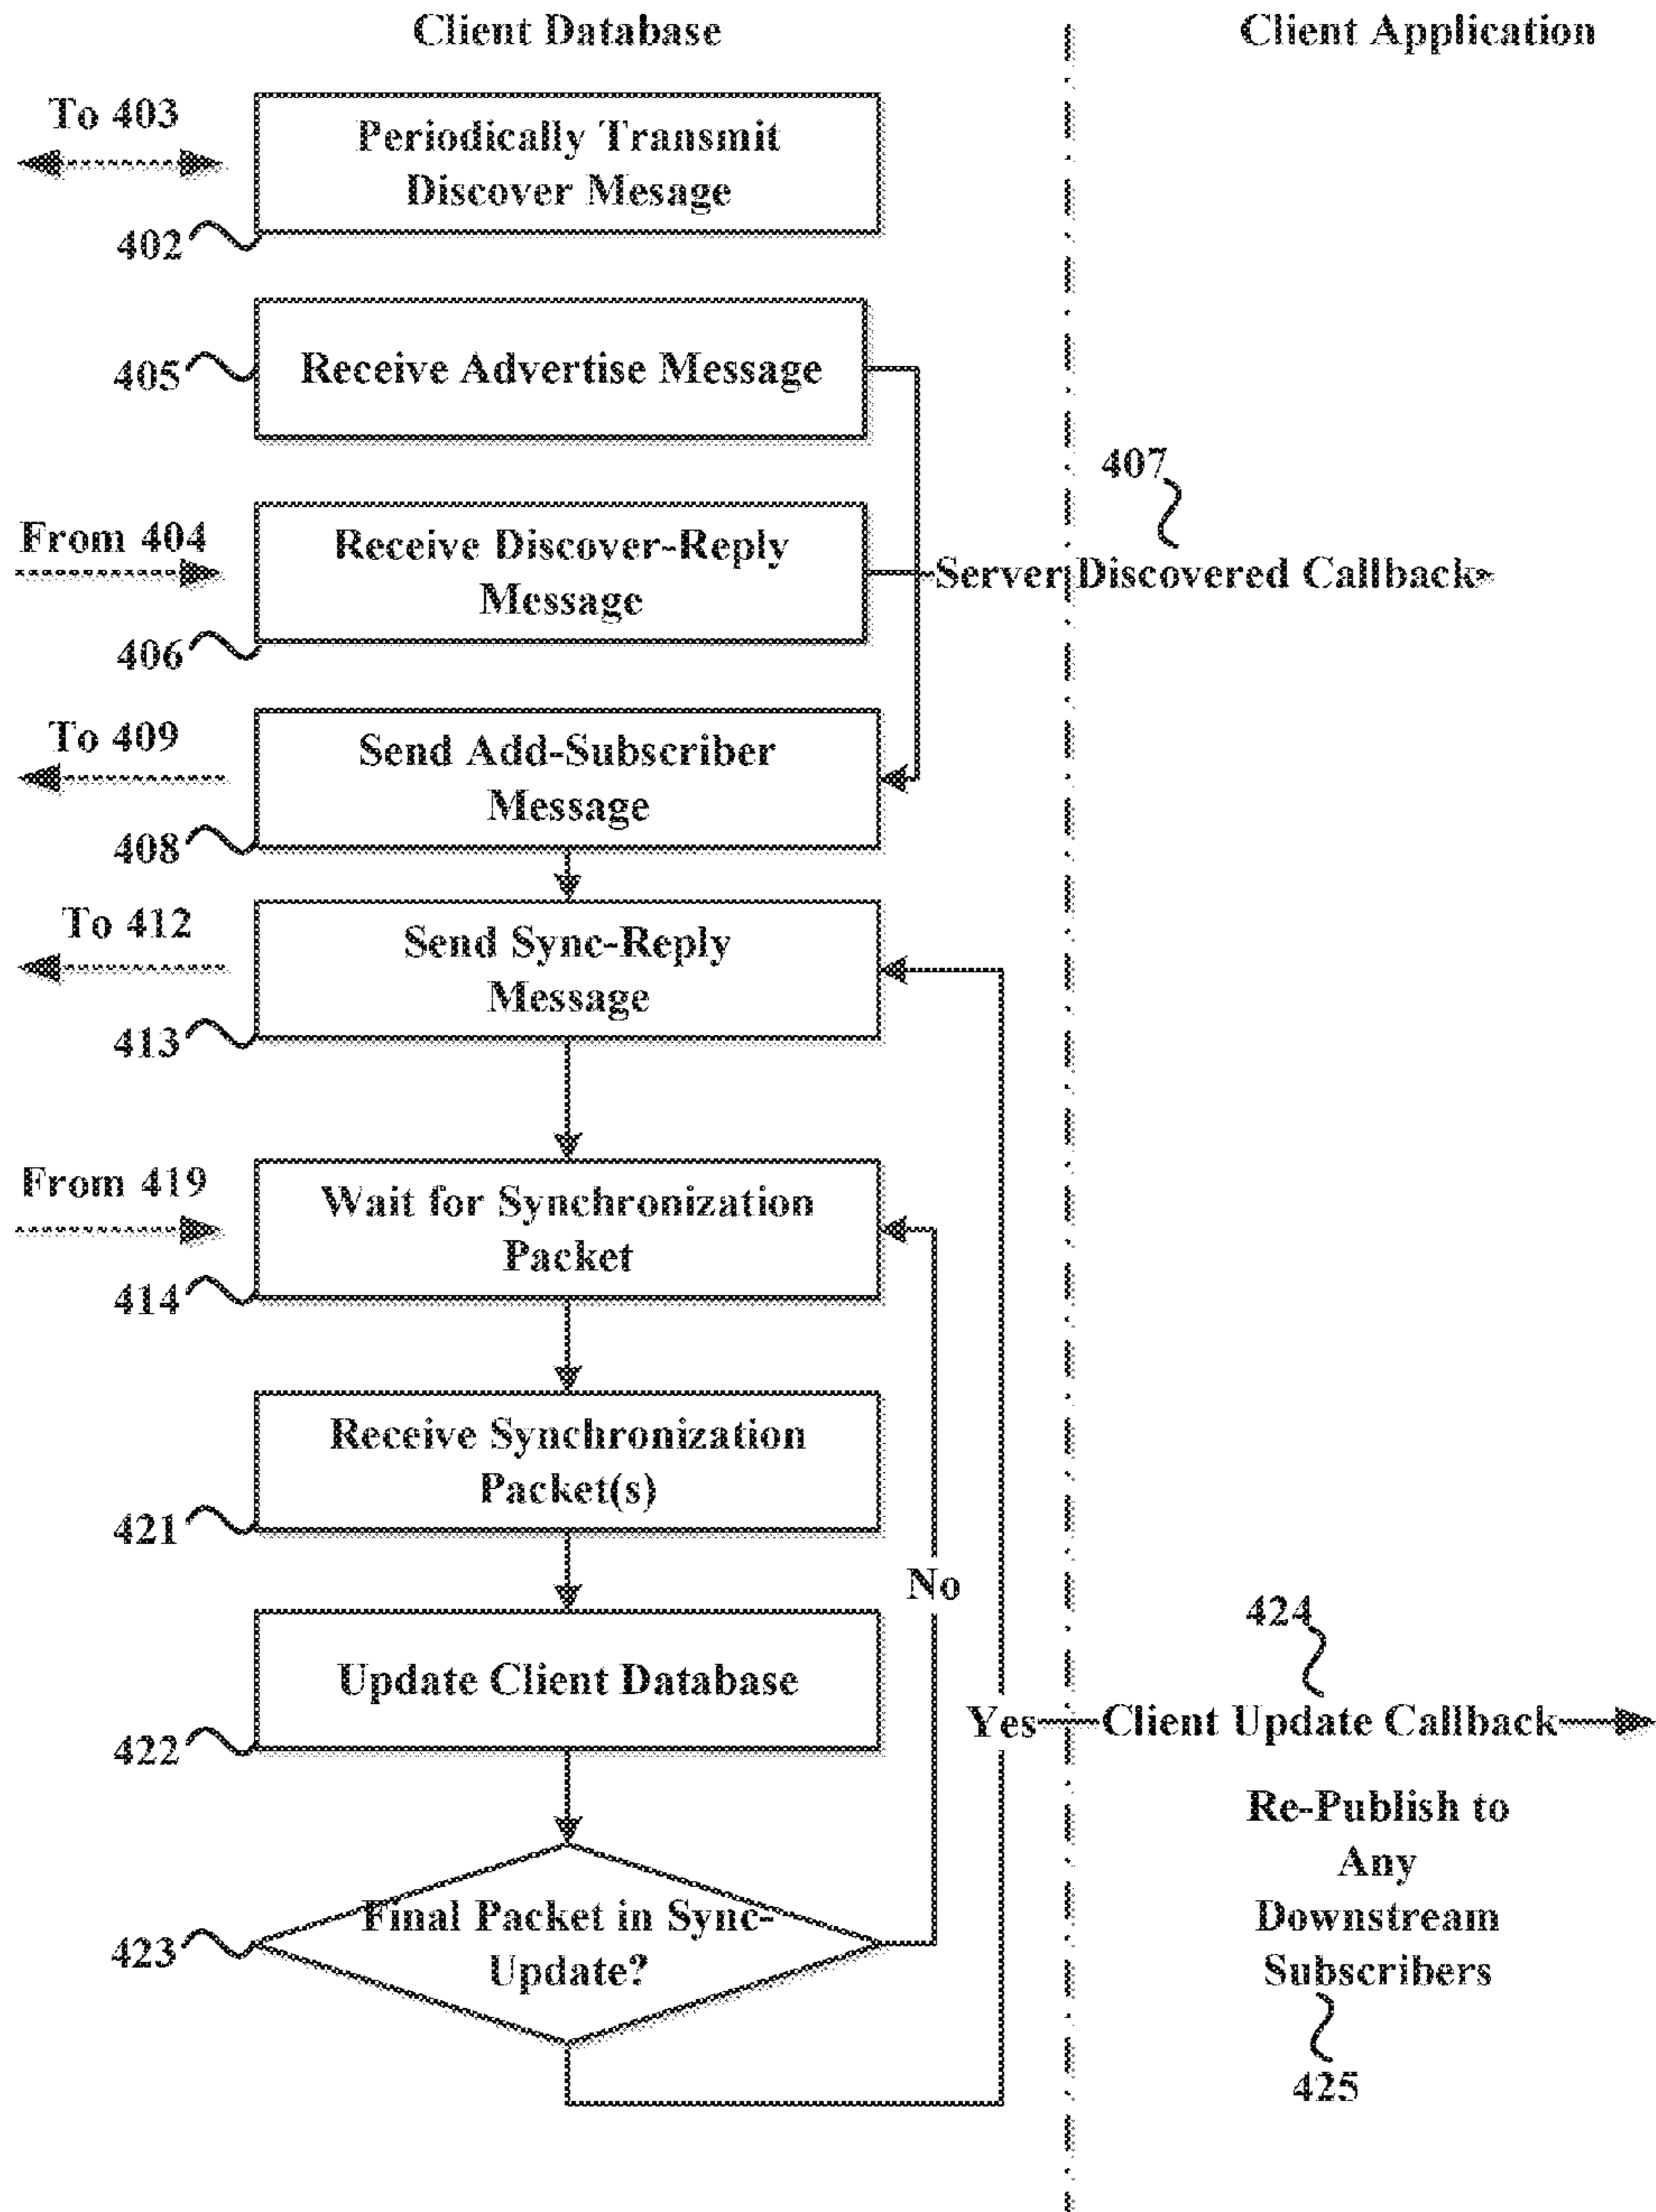 Client Database
Client Application
To 403
Periodically Transmit
Discover Mesage
402
405
Receive Advertise Message
407
From 404
Receive Discover-Reply
Message
Server Discovered Callback
406
To 409
Send Add-Subscriber
Message
408
To 412
Send Sync-Reply
Message
413
From 419
Wait for Synchronization
Packet
414
Receive Synchronization
Packet(s)
421
No
424
Update Client Database
Yes
Client Update Callback
422
Re-Publish to
Any
Downstream
Subscribers
Final Packet in Sync-
Update?
423
425